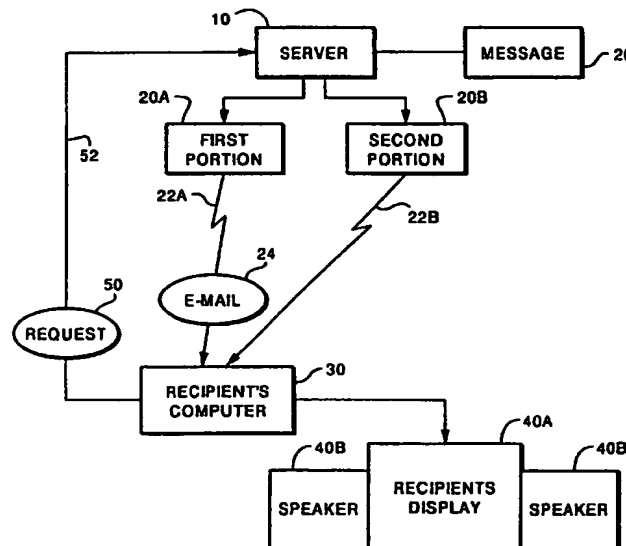 10
SERVER
MESSAGE
20A
20B
FIRST
PORTION
SECOND
PORTION
52
22A
22B
24
E-MAIL
50
REQUEST
30
RECIPIENT'S
COMPUTER
40A
40B
40B
SPEAKER
RECIPIENTS
DISPLAY
SPEAKER